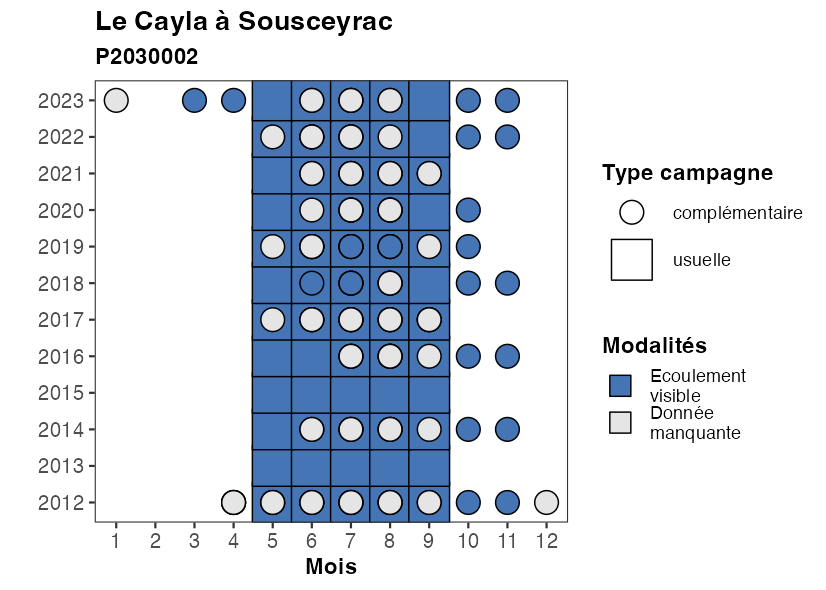 Le Cayla à Sousceyrac
P2030002
2023
2022
2021
2020
2019
2018
2017
2016
2015
2014
2013
2012
1 2 3 4 5 6 7 8 9 10 11 12
Mois
Type campagne
complémentaire
usuelle
Modalités
Ecoulement
visible
Donnée
manquante